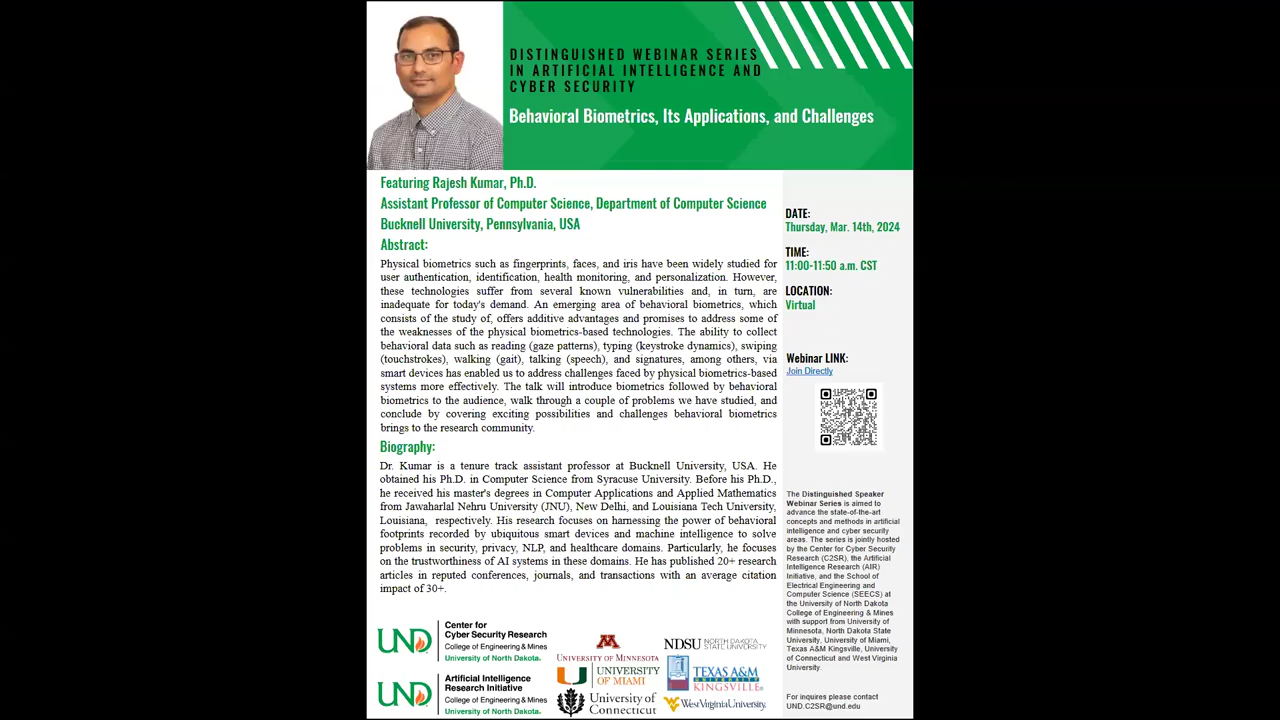 DISTINGUISHED WEBINAR SERIES
IN ARTIFICIAL INTELLIGENCE AND
CYBER SECURITY
Behavioral Biometrics, Its Applications, and Challenges
Featuring Rajesh Kumar, Ph.D.
Assistant Professor of Computer Science, Department of Computer Science
Bucknell University, Pennsylvania, USA
Abstract:
Physical biometrics such as fingerprints, faces, and iris have been widely studied for
user authentication, identification, health monitoring, and personalization. However,
these technologies suffer from several known vulnerabilities and, in turn, are
inadequate for today's demand. An emerging area of behavioral biometrics, which
consists of the study of, offers additive advantages and promises to address some of
the weaknesses of the physical biometrics-based technologies. The ability to collect
behavioral data such as reading (gaze patterns), typing (keystroke dynamics), swiping
(touchstrokes), walking (gait), talking (speech), and signatures, among others, via
smart devices has enabled us to address challenges faced by physical biometrics-based
systems more effectively. The talk will introduce biometrics followed by behavioral
biometrics to the audience, walk through a couple of problems we have studied, and
conclude by covering exciting possibilities and challenges behavioral biometrics
brings to the research community.
Biography:
Dr. Kumar is a tenure track assistant professor at Bucknell University, USA. He
obtained his Ph.D. in Computer Science from Syracuse University. Before his Ph.D.,
he received his master's degrees in Computer Applications and Applied Mathematics
from Jawaharlal Nehru University (JNU), New Delhi, and Louisiana Tech University,
Louisiana, respectively. His research focuses on harnessing the power of behavioral
footprints recorded by ubiquitous smart devices and machine intelligence to solve
problems in security, privacy, NLP, and healthcare domains. Particularly, he focuses
on the trustworthiness of AI systems in these domains. He has published 20+ research
articles in reputed conferences, journals, and transactions with an average citation
impact of 30+.
DATE:
Thursday, Mar. 14th, 2024
TIME:
11:00-11:50 a.m. CST
LOCATION:
Virtual
Webinar LINK:
Join Directly
The Distinguished Speaker
Webinar Series is aimed to
advance the state-of-the-art
concepts and methods in artificial
intelligence and cyber security
areas. The series is jointly hosted
by the Center for Cyber Security
Research (C2SR), the Artificial
Intelligence Research (AIR)
Initiative, and the School of
Electrical Engineering and
Computer Science (SEECS) at
the University of North Dakota
College of Engineering & Mines
with support from University of
Minnesota, North Dakota State
University, University of Miami,
Texas A&M Kingsville, University
of Connecticut and West Virginia
University.
For inquires please contact
UND.C2SR@und.edu
UND
Center for
Cyber Security Research
College of Engineering & Mines
University of North Dakota.
UND
Artificial Intelligence
Research Initiative
College of Engineering & Mines
University of North Dakota.
M
UNIVERSITY OF MINNESOTA
NDSU NORTH DAKOTA
STATE UNIVERSITY
UNIVERSITY
OF MIAMI
TEXAS A&M
UNIVERSITY
KINGSVILLE®
University of
Connecticut
WestVirginiaUniversity.